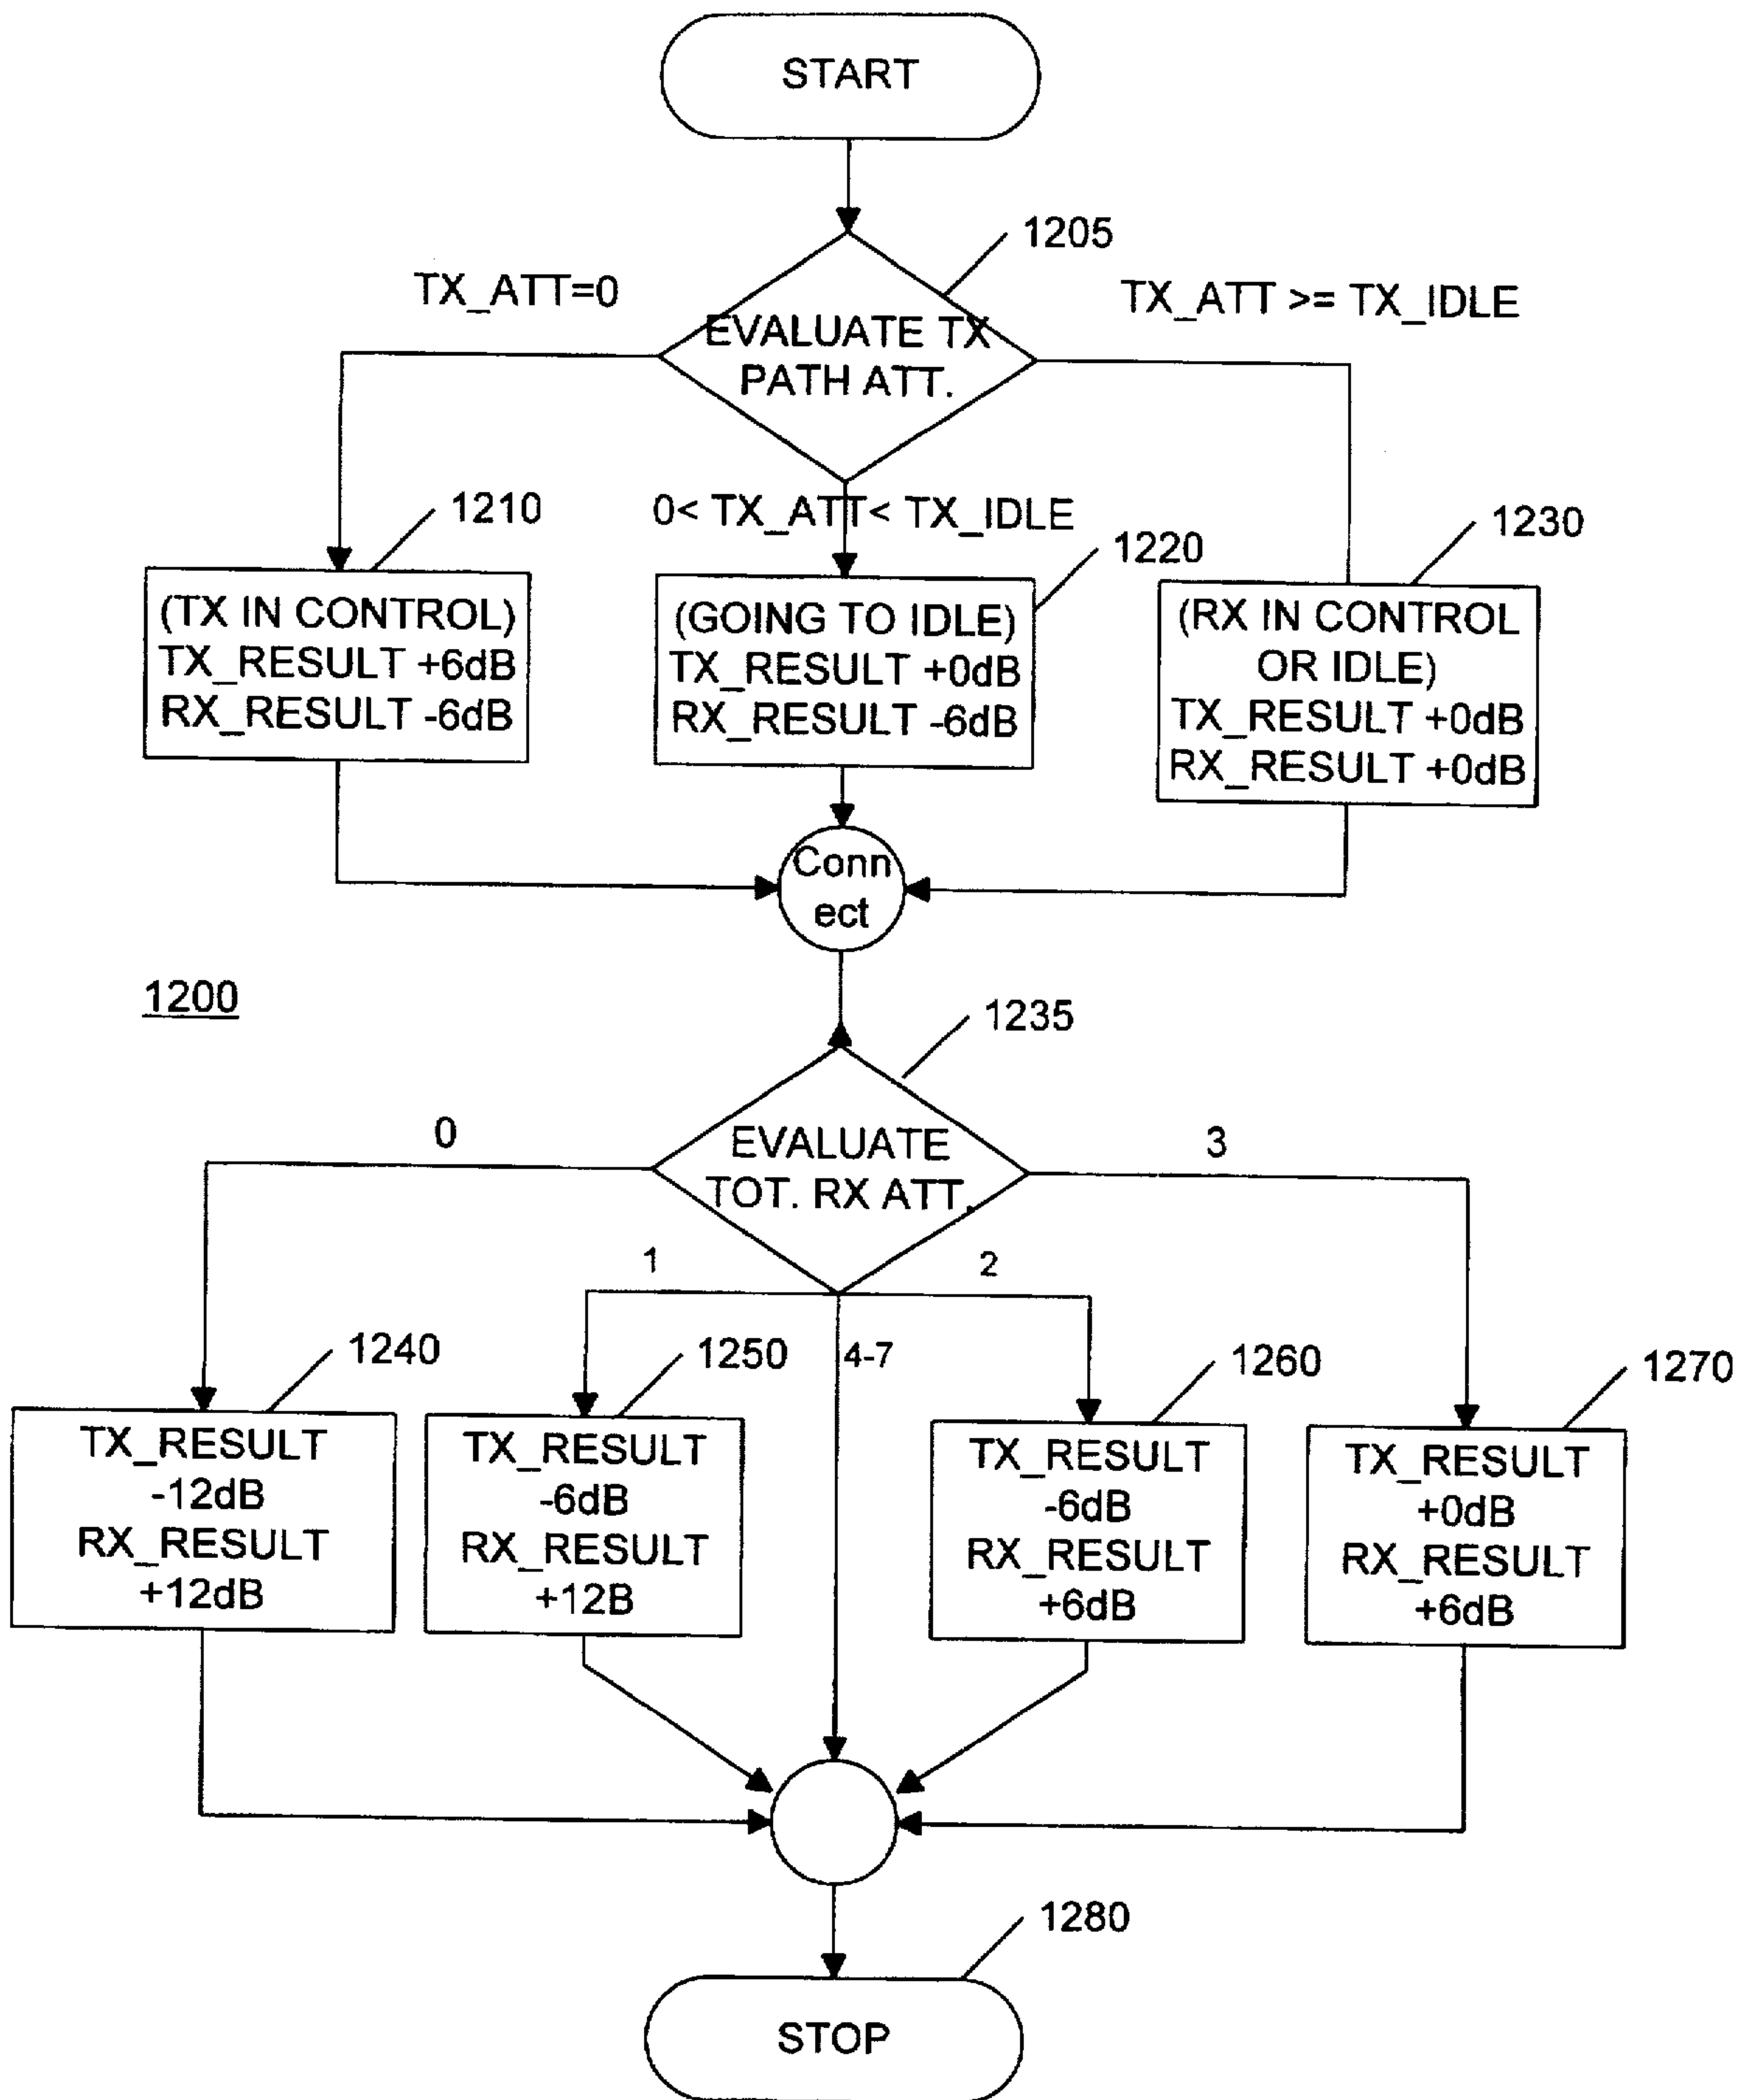 START
1205
TX_ATT=0
TX_ATT >= TX_IDLE
EVALUATE TX
PATH ATT.
1210
0< TX_ATT< TX_IDLE
1220
1230
(TX IN CONTROL)
TX_RESULT +6dB
RX_RESULT -6dB
(GOING TO IDLE)
TX_RESULT +0dB
RX_RESULT -6dB
(RX IN CONTROL
OR IDLE)
TX_RESULT +0dB
RX_RESULT +0dB
Conn
ect
1200
1235
0
3
EVALUATE
TOT. RX ATT.
1
2
1240
1250
4-7
1260
1270
TX_RESULT
-12dB
RX_RESULT
+12dB
TX_RESULT
-6dB
RX_RESULT
+12B
TX_RESULT
-6dB
RX_RESULT
+6dB
TX_RESULT
+0dB
RX_RESULT
+6dB
1280
STOP